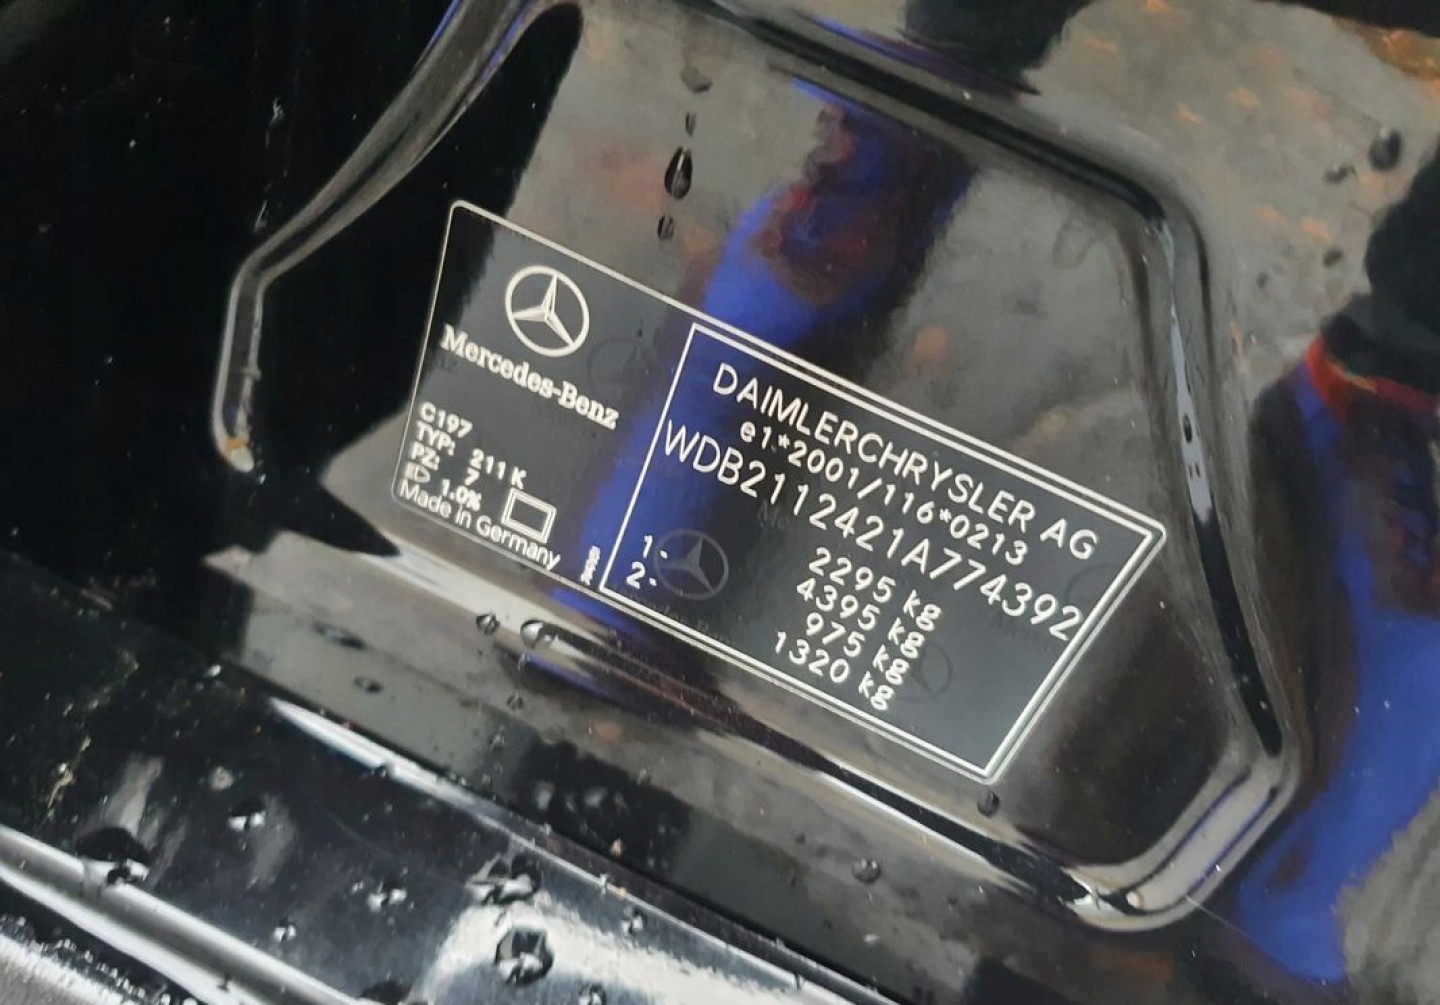 Mercedes-Benz
C197
TYP: 211 K
PZ: 7
1.0%
Made in Germany
DAIMLERCHRYSLER AG
e1*2001/116*0213
WDB2112421A774392
2295 kg
4395 kg
1- 975 kg
2- 1320 kg